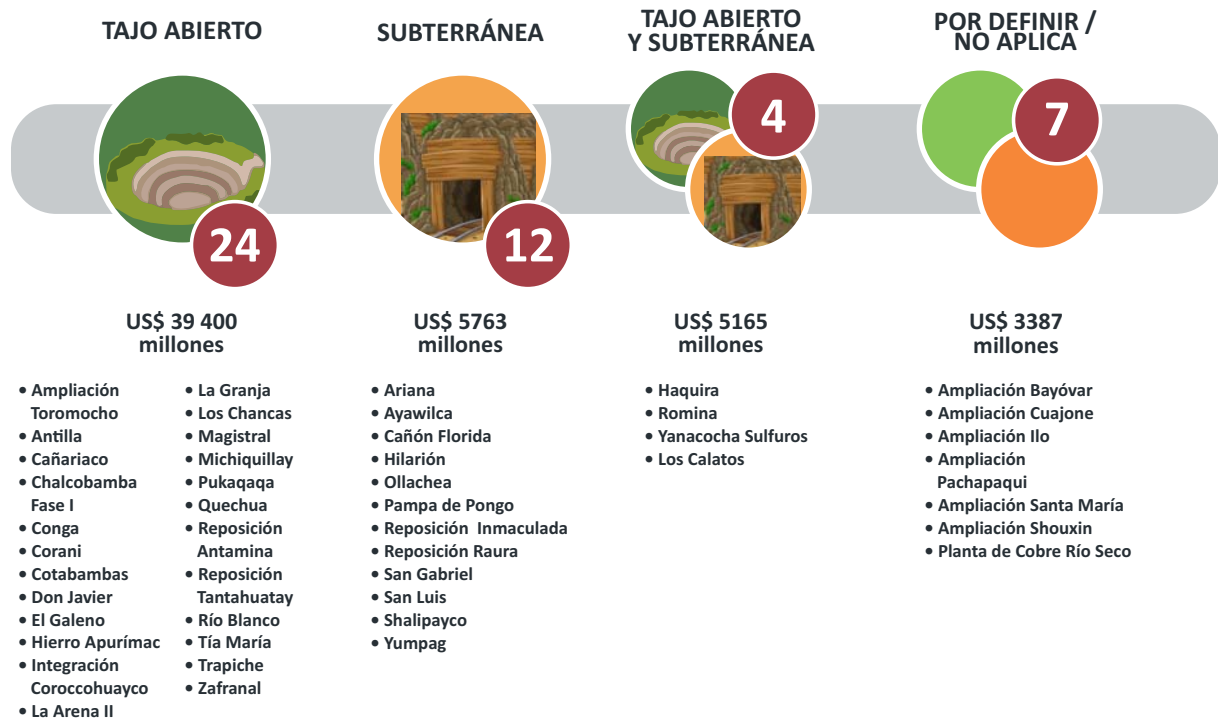 TAJO ABIERTO
24
US$ 39 400
millones
• Ampliación
Toromocho
• Antilla
• Cañariaco
• Chalcobamba
Fase I
• Conga
• Corani
• Cotabambas
• Don Javier
• El Galeno
• Hierro Apurímac
• Integración
Coroccohuayco
• La Arena II
• La Granja
• Los Chancas
• Magistral
• Michiquillay
• Pukaqaqa
• Quechua
• Reposición
Antamina
• Reposición
Tantahuatay
• Río Blanco
• Tía María
• Trapiche
• Zafranal
SUBTERRÁNEA
12
US$ 5763
millones
• Ariana
• Ayawilca
• Cañón Florida
• Hilarión
• Ollachea
• Pampa de Pongo
• Reposición Inmaculada
• Reposición Raura
• San Gabriel
• San Luis
• Shalipayco
• Yumpag
TAJO ABIERTO
Y SUBTERRÁNEA
4
US$ 5165
millones
• Haquira
• Romina
• Yanacocha Sulfuros
• Los Calatos
POR DEFINIR /
NO APLICA
7
US$ 3387
millones
• Ampliación Bayóvar
• Ampliación Cuajone
• Ampliación Ilo
• Ampliación
Pachapaqui
• Ampliación Santa María
• Ampliación Shouxin
• Planta de Cobre Río Seco